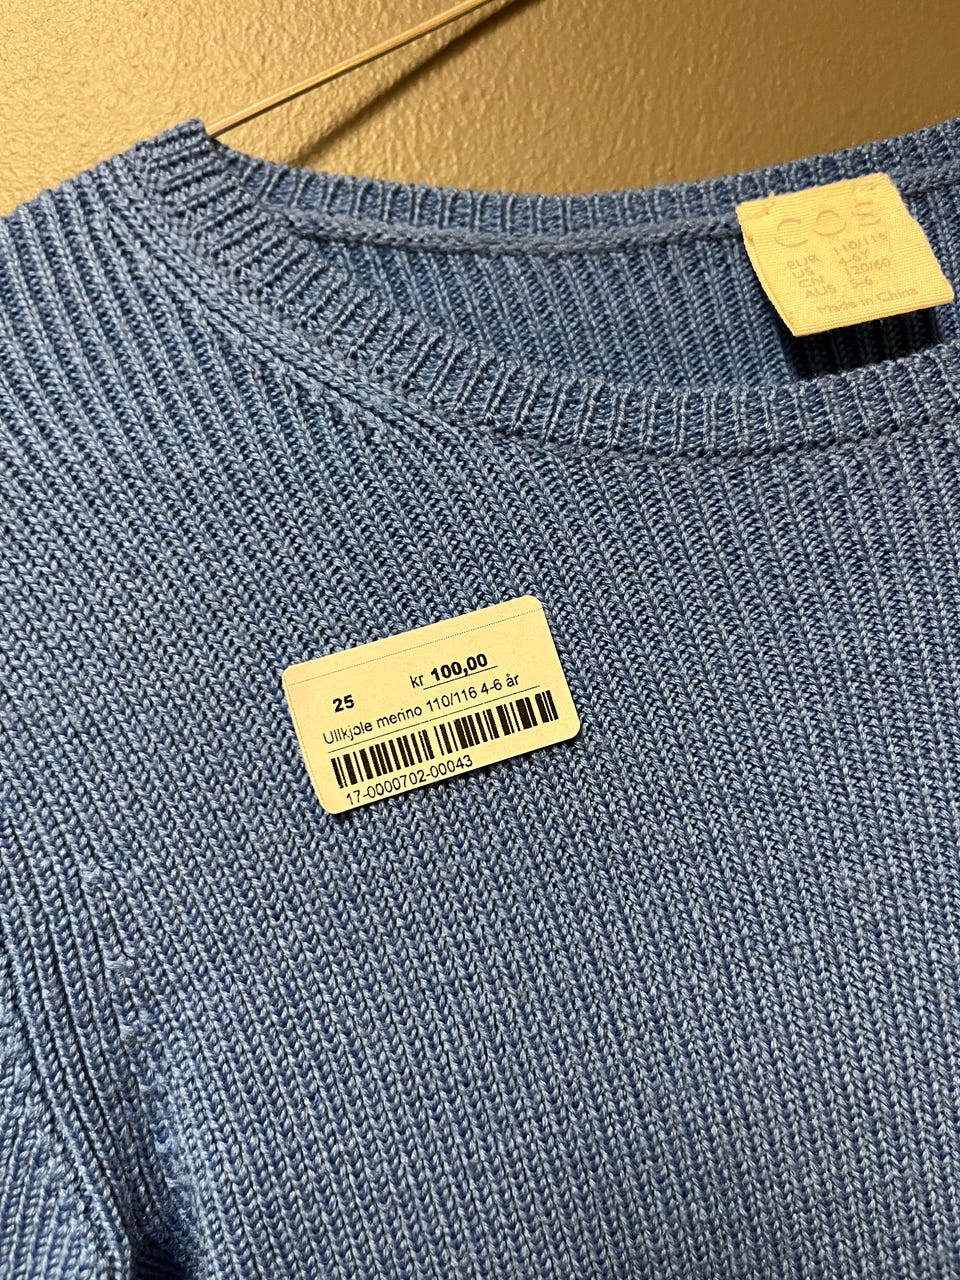 COS
EUR 110/116
US 4-6Y
CN 120/60
AUS 5-6
Made in China
25 kr 100,00
Ullkjole merino 110/116 4-6 år
17-0000702-00043